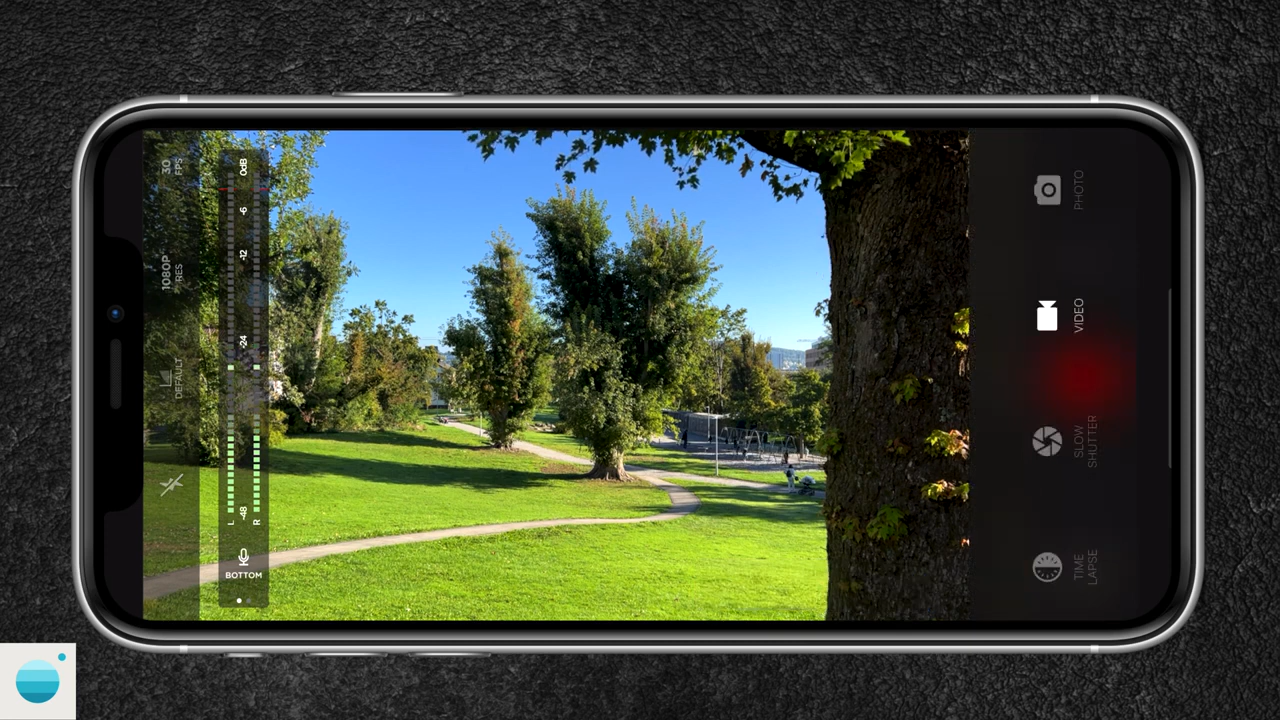 30
FPS
1080P
RES
DEFAULT
0dB
-6
-12
-24
-48
L
R
BOTTOM
PHOTO
VIDEO
SLOW
SHUTTER
TIME
LAPSE